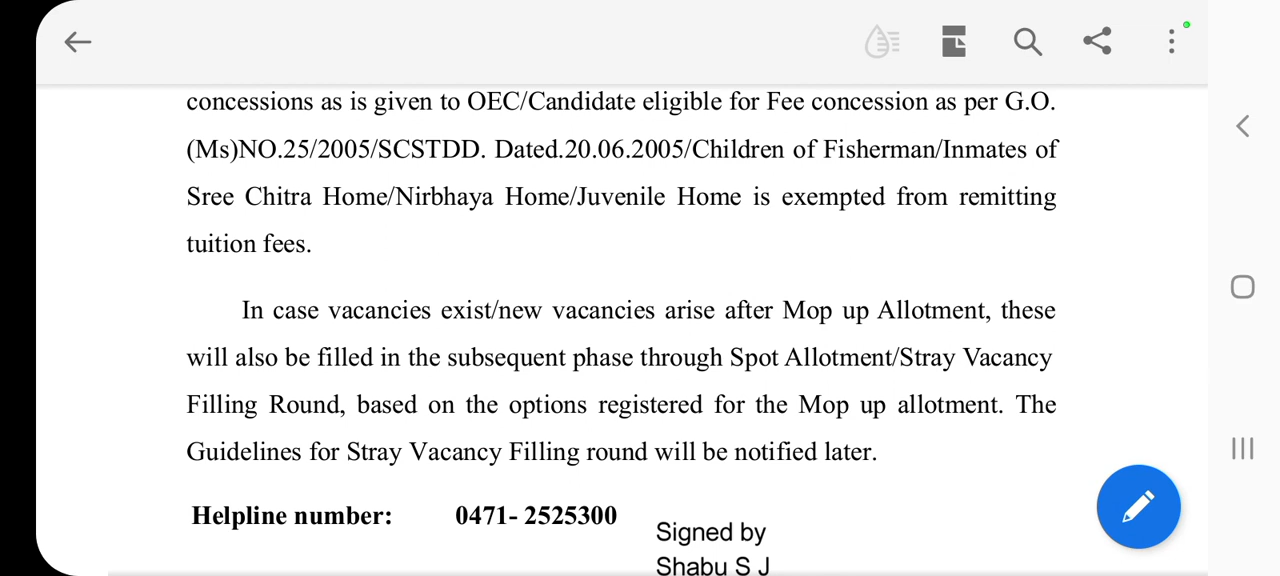 concessions as is given to OEC/Candidate eligible for Fee concession as per G.O.
(Ms)NO.25/2005/SCSTDD. Dated.20.06.2005/Children of Fisherman/Inmates of
Sree Chitra Home/Nirbhaya Home/Juvenile Home is exempted from remitting
tuition fees.
In case vacancies exist/new vacancies arise after Mop up Allotment, these
will also be filled in the subsequent phase through Spot Allotment/Stray Vacancy
Filling Round, based on the options registered for the Mop up allotment. The
Guidelines for Stray Vacancy Filling round will be notified later.
Helpline number: 0471- 2525300
Signed by
Shabu S J